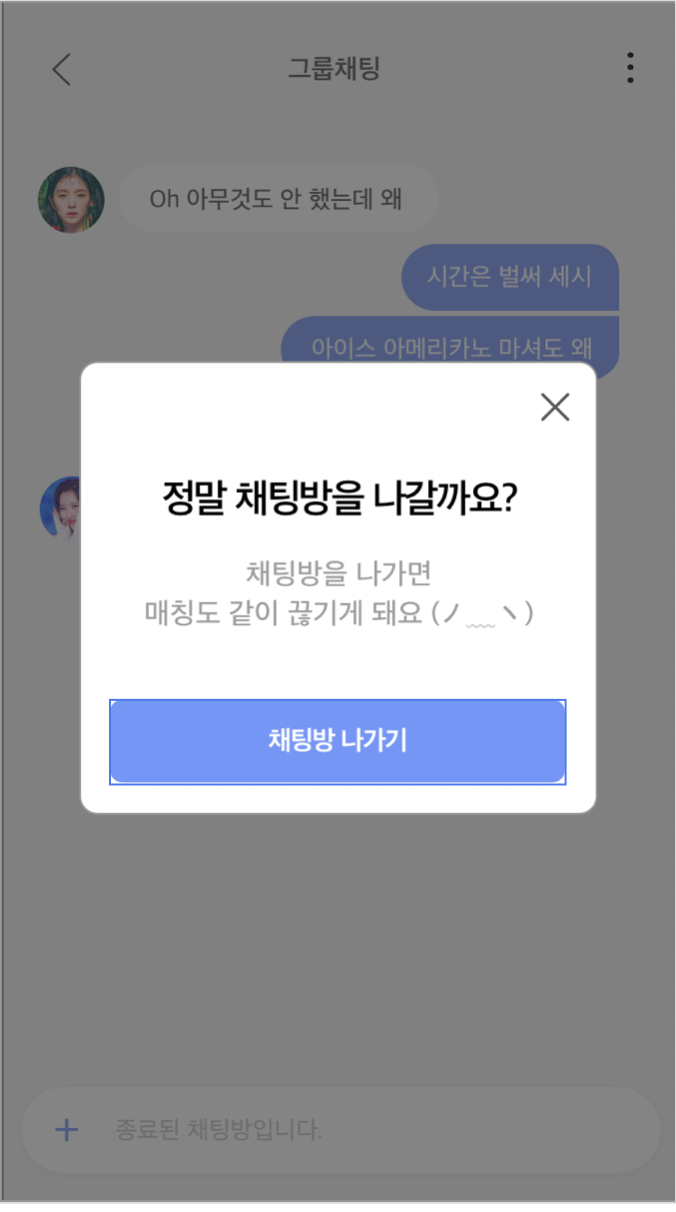 그룹채팅
Oh 아무것도 안 했는데 왜
시간은 벌써 세시
아이스 아메리카노 마셔도 왜
정말 채팅방을 나갈까요?
채팅방을 나가면
매칭도 같이 끊기게 돼요 (ノ﹏ヽ)
채팅방 나가기
종료된 채팅방입니다.